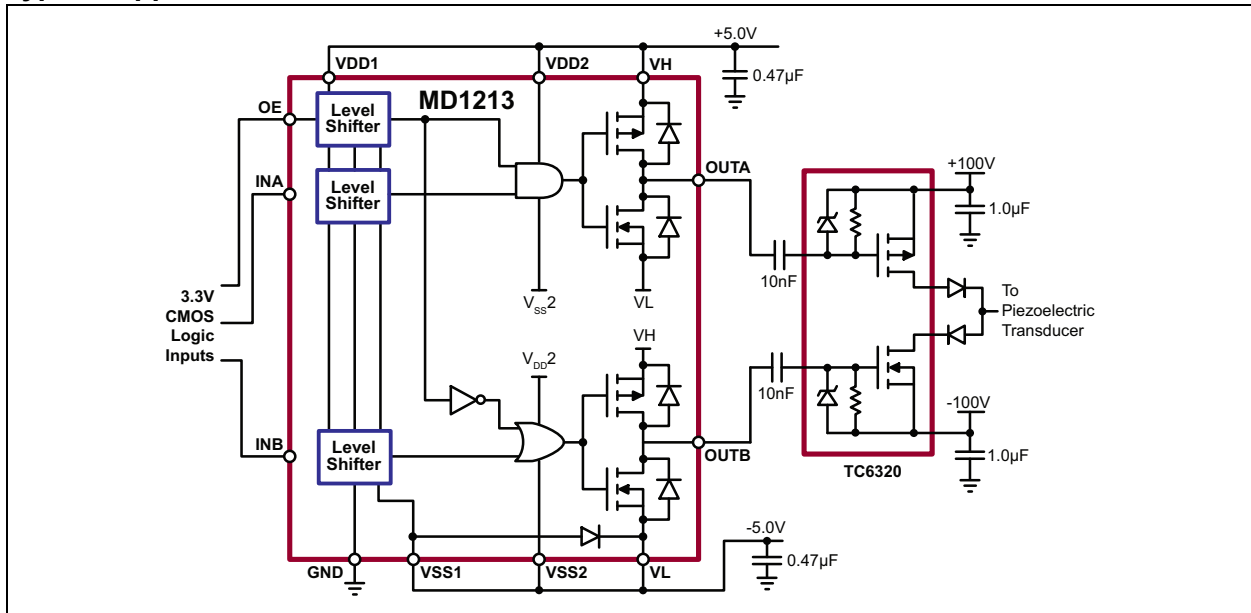 +5.0V
VDD1
VDD2
VH
0.47µF
OE
Level
Shifter
MD1213
INA
Level
Shifter
OUTA
+100V
1.0µF
10nF
3.3V
CMOS
Logic
Inputs
VSS2
VL
To
Piezoelectric
Transducer
VDD2
VH
10nF
-100V
INB
Level
Shifter
OUTB
TC6320
1.0µF
-5.0V
GND
VSS1
VSS2
VL
0.47µF